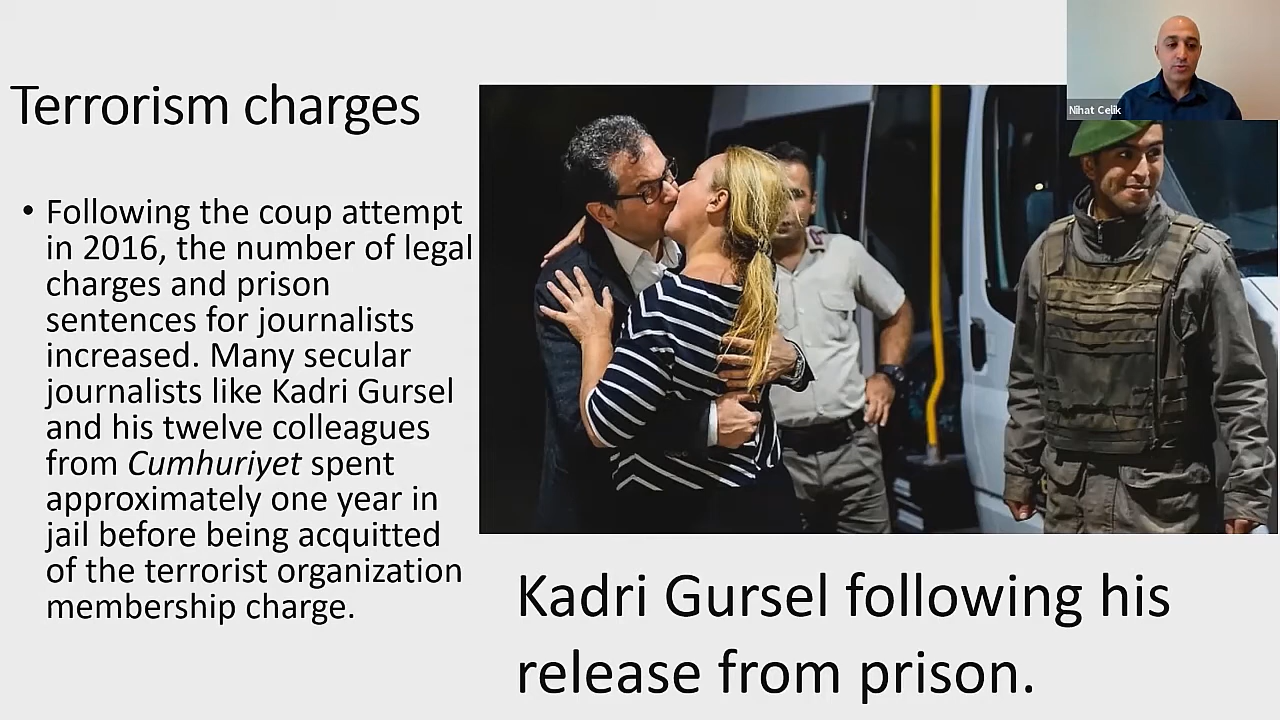 Terrorism charges
• Following the coup attempt
in 2016, the number of legal
charges and prison
sentences for journalists
increased. Many secular
journalists like Kadri Gursel
and his twelve colleagues
from Cumhuriyet spent
approximately one year in
jail before being acquitted
of the terrorist organization
membership charge.
Nihat Celik
Kadri Gursel following his
release from prison.